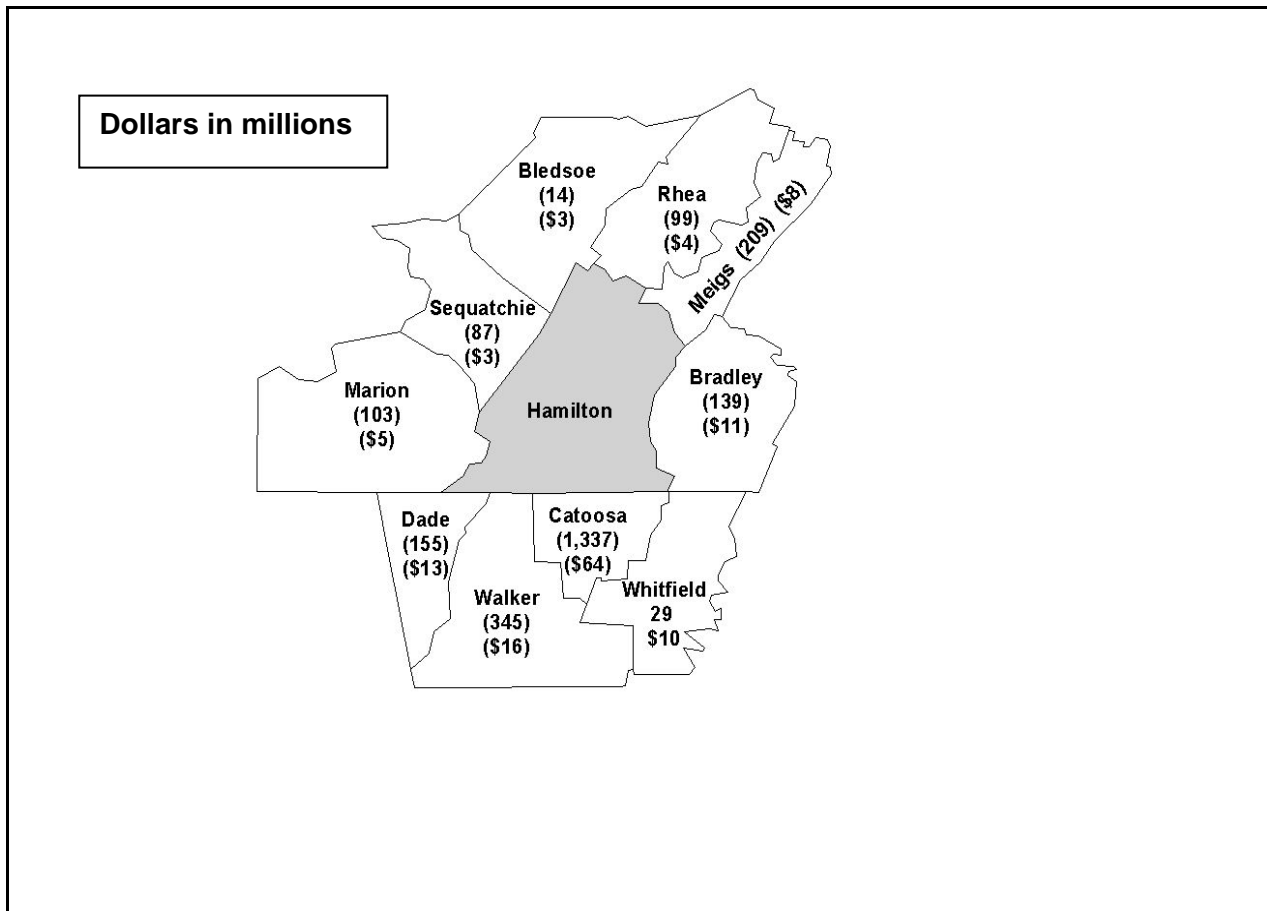 Dollars in millions
Bledsoe
(14)
($3)
Rhea
(99)
($4)
Meigs (209) ($8)
Sequatchie
(87)
($3)
Marion
(103)
($5)
Hamilton
Bradley
(139)
($11)
Dade
(155)
($13)
Catoosa
(1,337)
($64)
Walker
(345)
($16)
Whitfield
29
$10